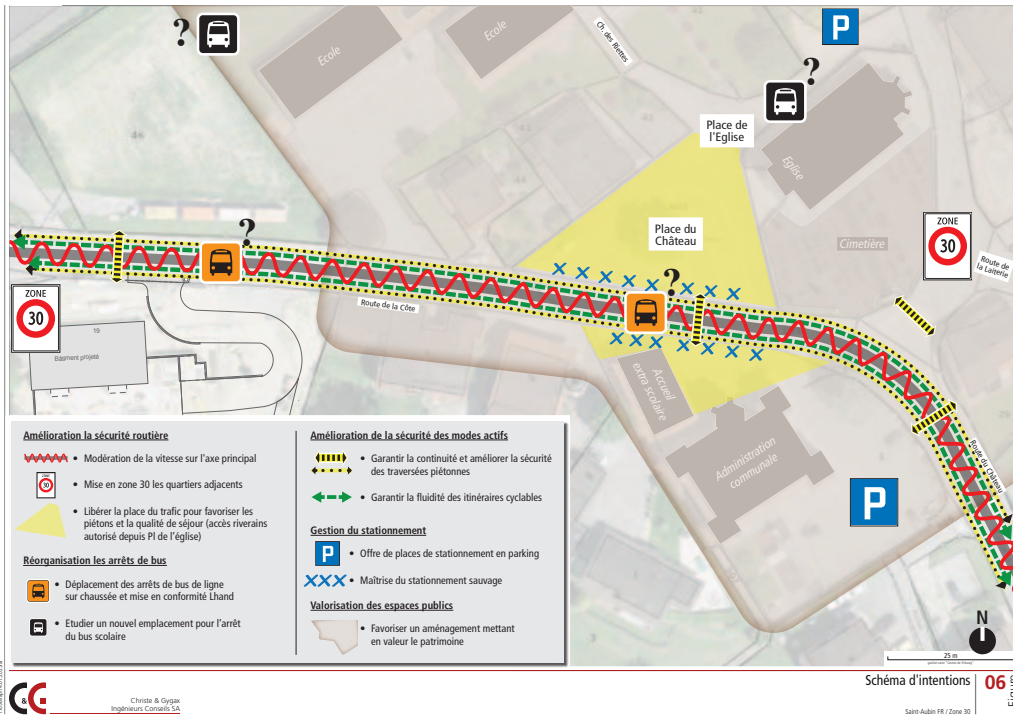 ?
Ecole
Ecole
Ch. des Riettes
P
?
Place de
l'Eglise
Eglise
Place du
Château
Cimetière
ZONE
30
Route de
la Laiterie
46
?
?
Route de la Côte
ZONE
30
19
Bâtiment projeté
Accueil
extra scolaire
Administration
communale
P
Route du Château
Amélioration la sécurité routière
• Modération de la vitesse sur l'axe principal
ZONE
30
• Mise en zone 30 les quartiers adjacents
• Libérer la place du trafic pour favoriser les
piétons et la qualité de séjour (accès riverains
autorisé depuis Pl de l'église)
Réorganisation les arrêts de bus
• Déplacement des arrêts de bus de ligne
sur chaussée et mise en conformité Lhand
• Etudier un nouvel emplacement pour l'arrêt
du bus scolaire
Amélioration de la sécurité des modes actifs
• Garantir la continuité et améliorer la sécurité
des traversées piétonnes
• Garantir la fluidité des itinéraires cyclables
Gestion du stationnement
P
• Offre de places de stationnement en parking
XXX • Maîtrise du stationnement sauvage
Valorisation des espaces publics
• Favoriser un aménagement mettant
en valeur le patrimoine
N
25 m
C&G
Christe & Gygax
Ingénieurs Conseils SA
Schéma d'intentions
06
Figure
Saint-Aubin FR / Zone 30